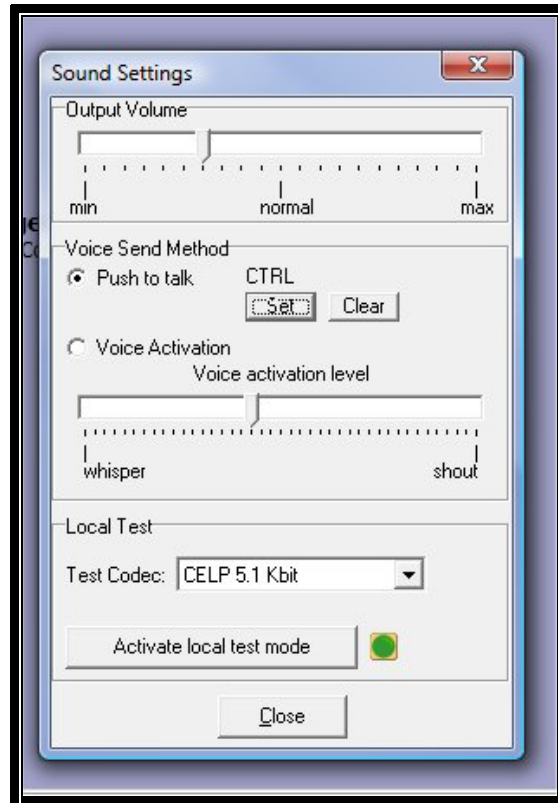 Sound Settings
X
Output Volume
min normal max
Voice Send Method
Push to talk CTRL
Set Clear
Voice Activation
Voice activation level
whisper shout
Local Test
Test Codec: CELP 5.1 Kbit
Activate local test mode
Close